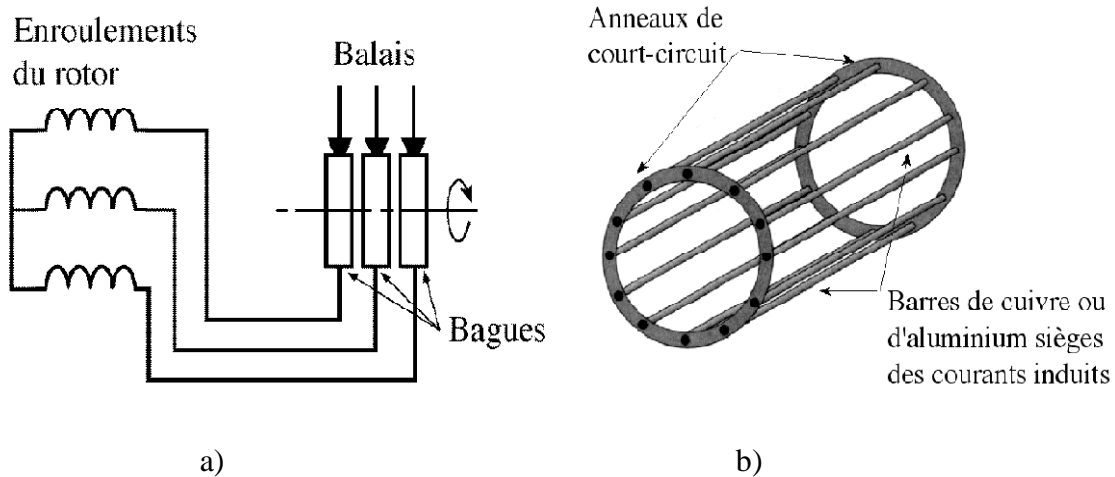 Enroulements
du rotor
Balais
Bagues
a)
Anneaux de
court-circuit
Barres de cuivre ou
d'aluminium sièges
des courants induits
b)